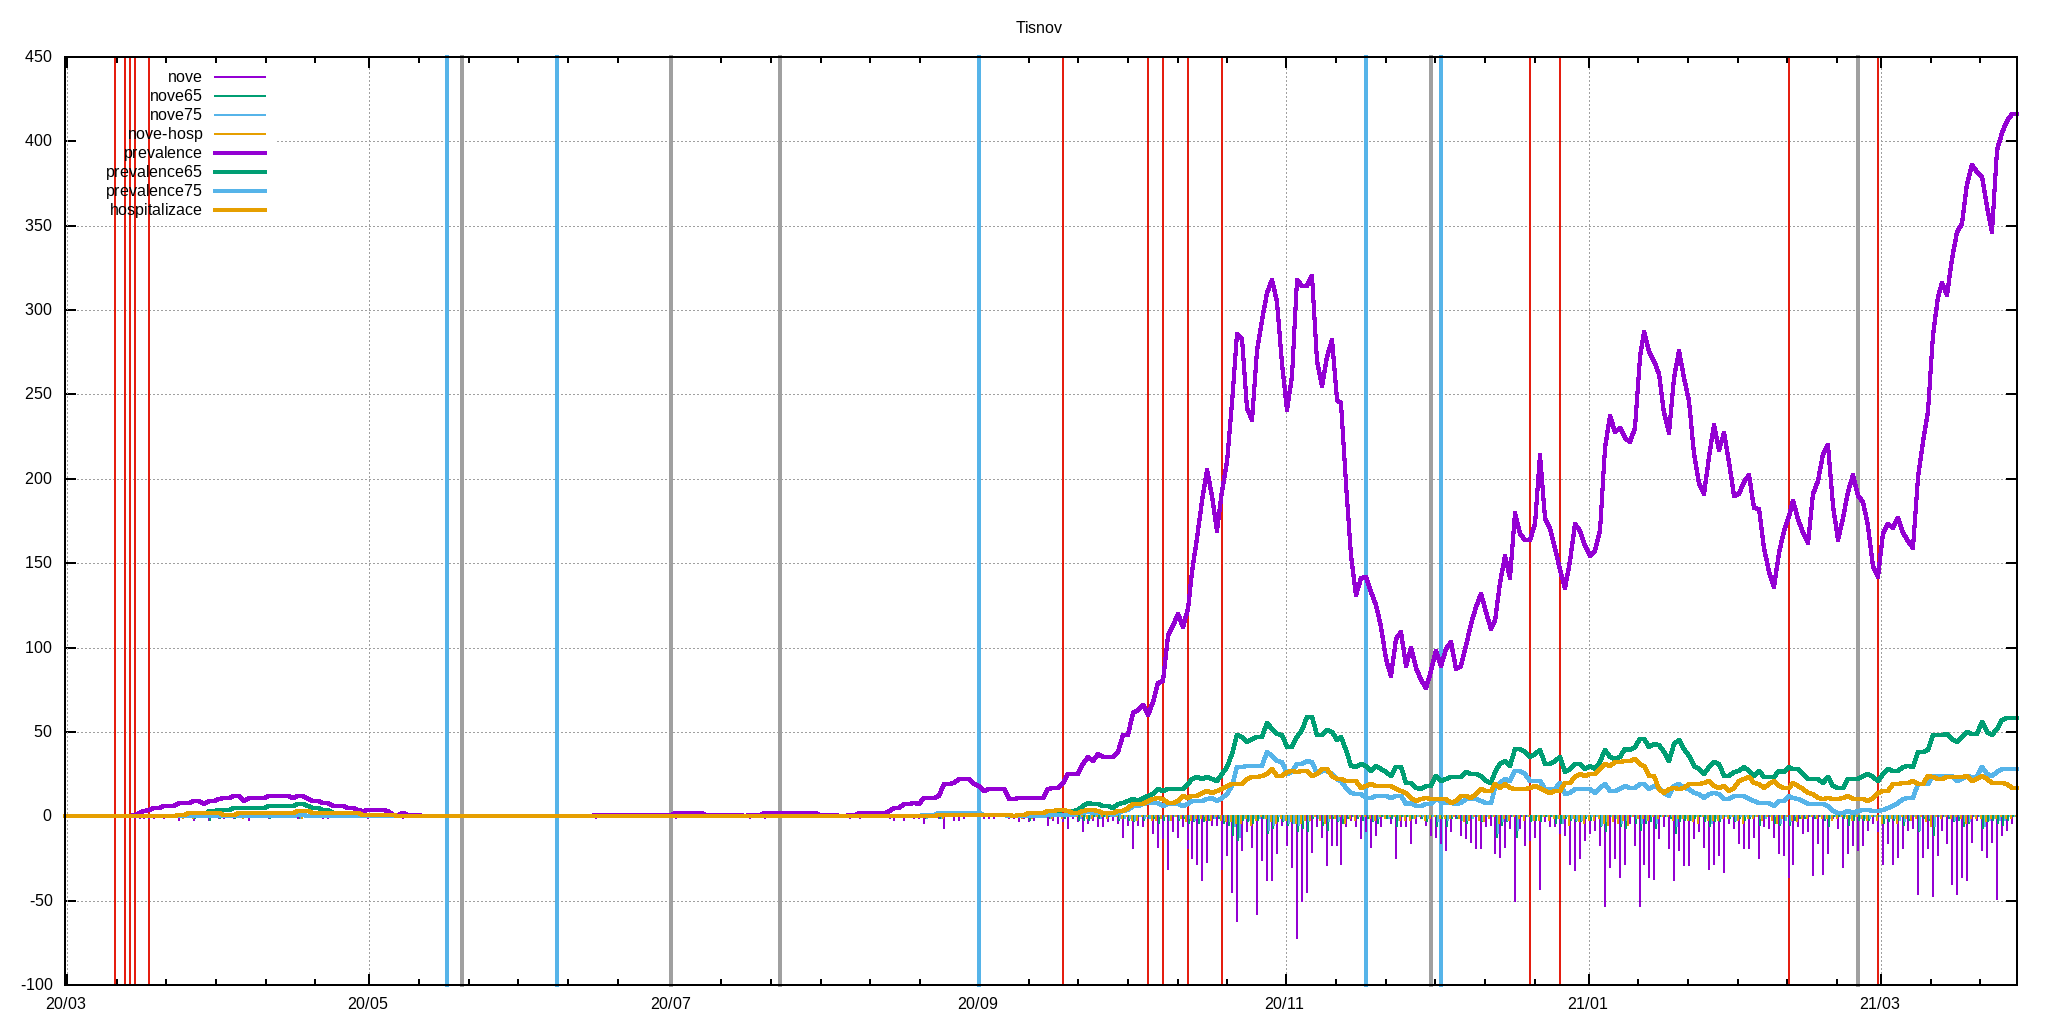 Tisnov
450
400
350
300
250
200
150
100
50
0
-50
-100
nove
nove65
nove75
nove-hosp
prevalence
prevalence65
prevalence75
hospitalizace
20/03 20/05 20/07 20/09 20/11 21/01 21/03